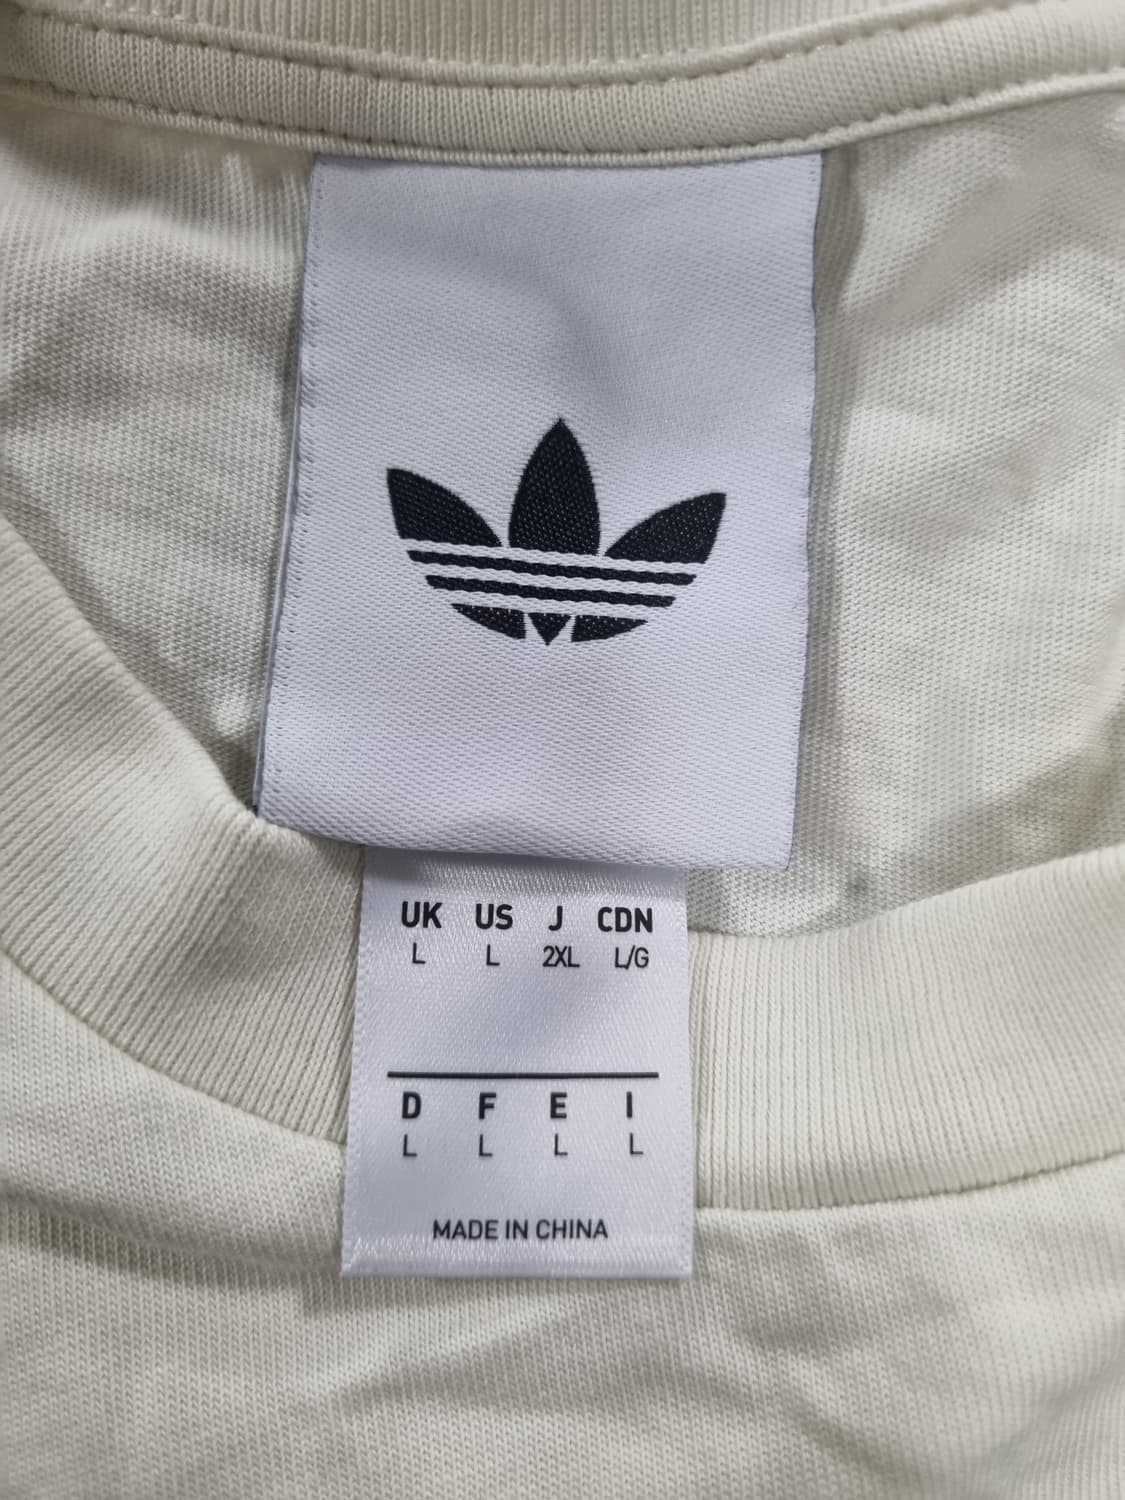 UK US J CDN
L L 2XL L/G
D F E I
L L L L
MADE IN CHINA